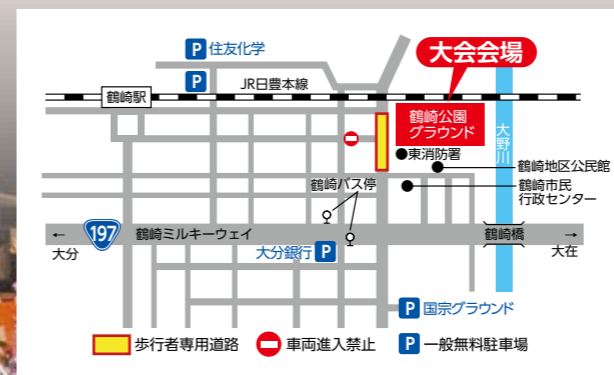 P 住友化学
大会会場
P
JR日豊本線
鶴崎駅
鶴崎公園
グラウンド
大野川
●東消防署
鶴崎地区公民館
鶴崎バス停
鶴崎市民
行政センター
← 197 鶴崎ミルキーウェイ 鶴崎橋 →
大分
大在
大分銀行 P
P 国宗グラウンド
歩行者専用道路 車両進入禁止 P 一般無料駐車場